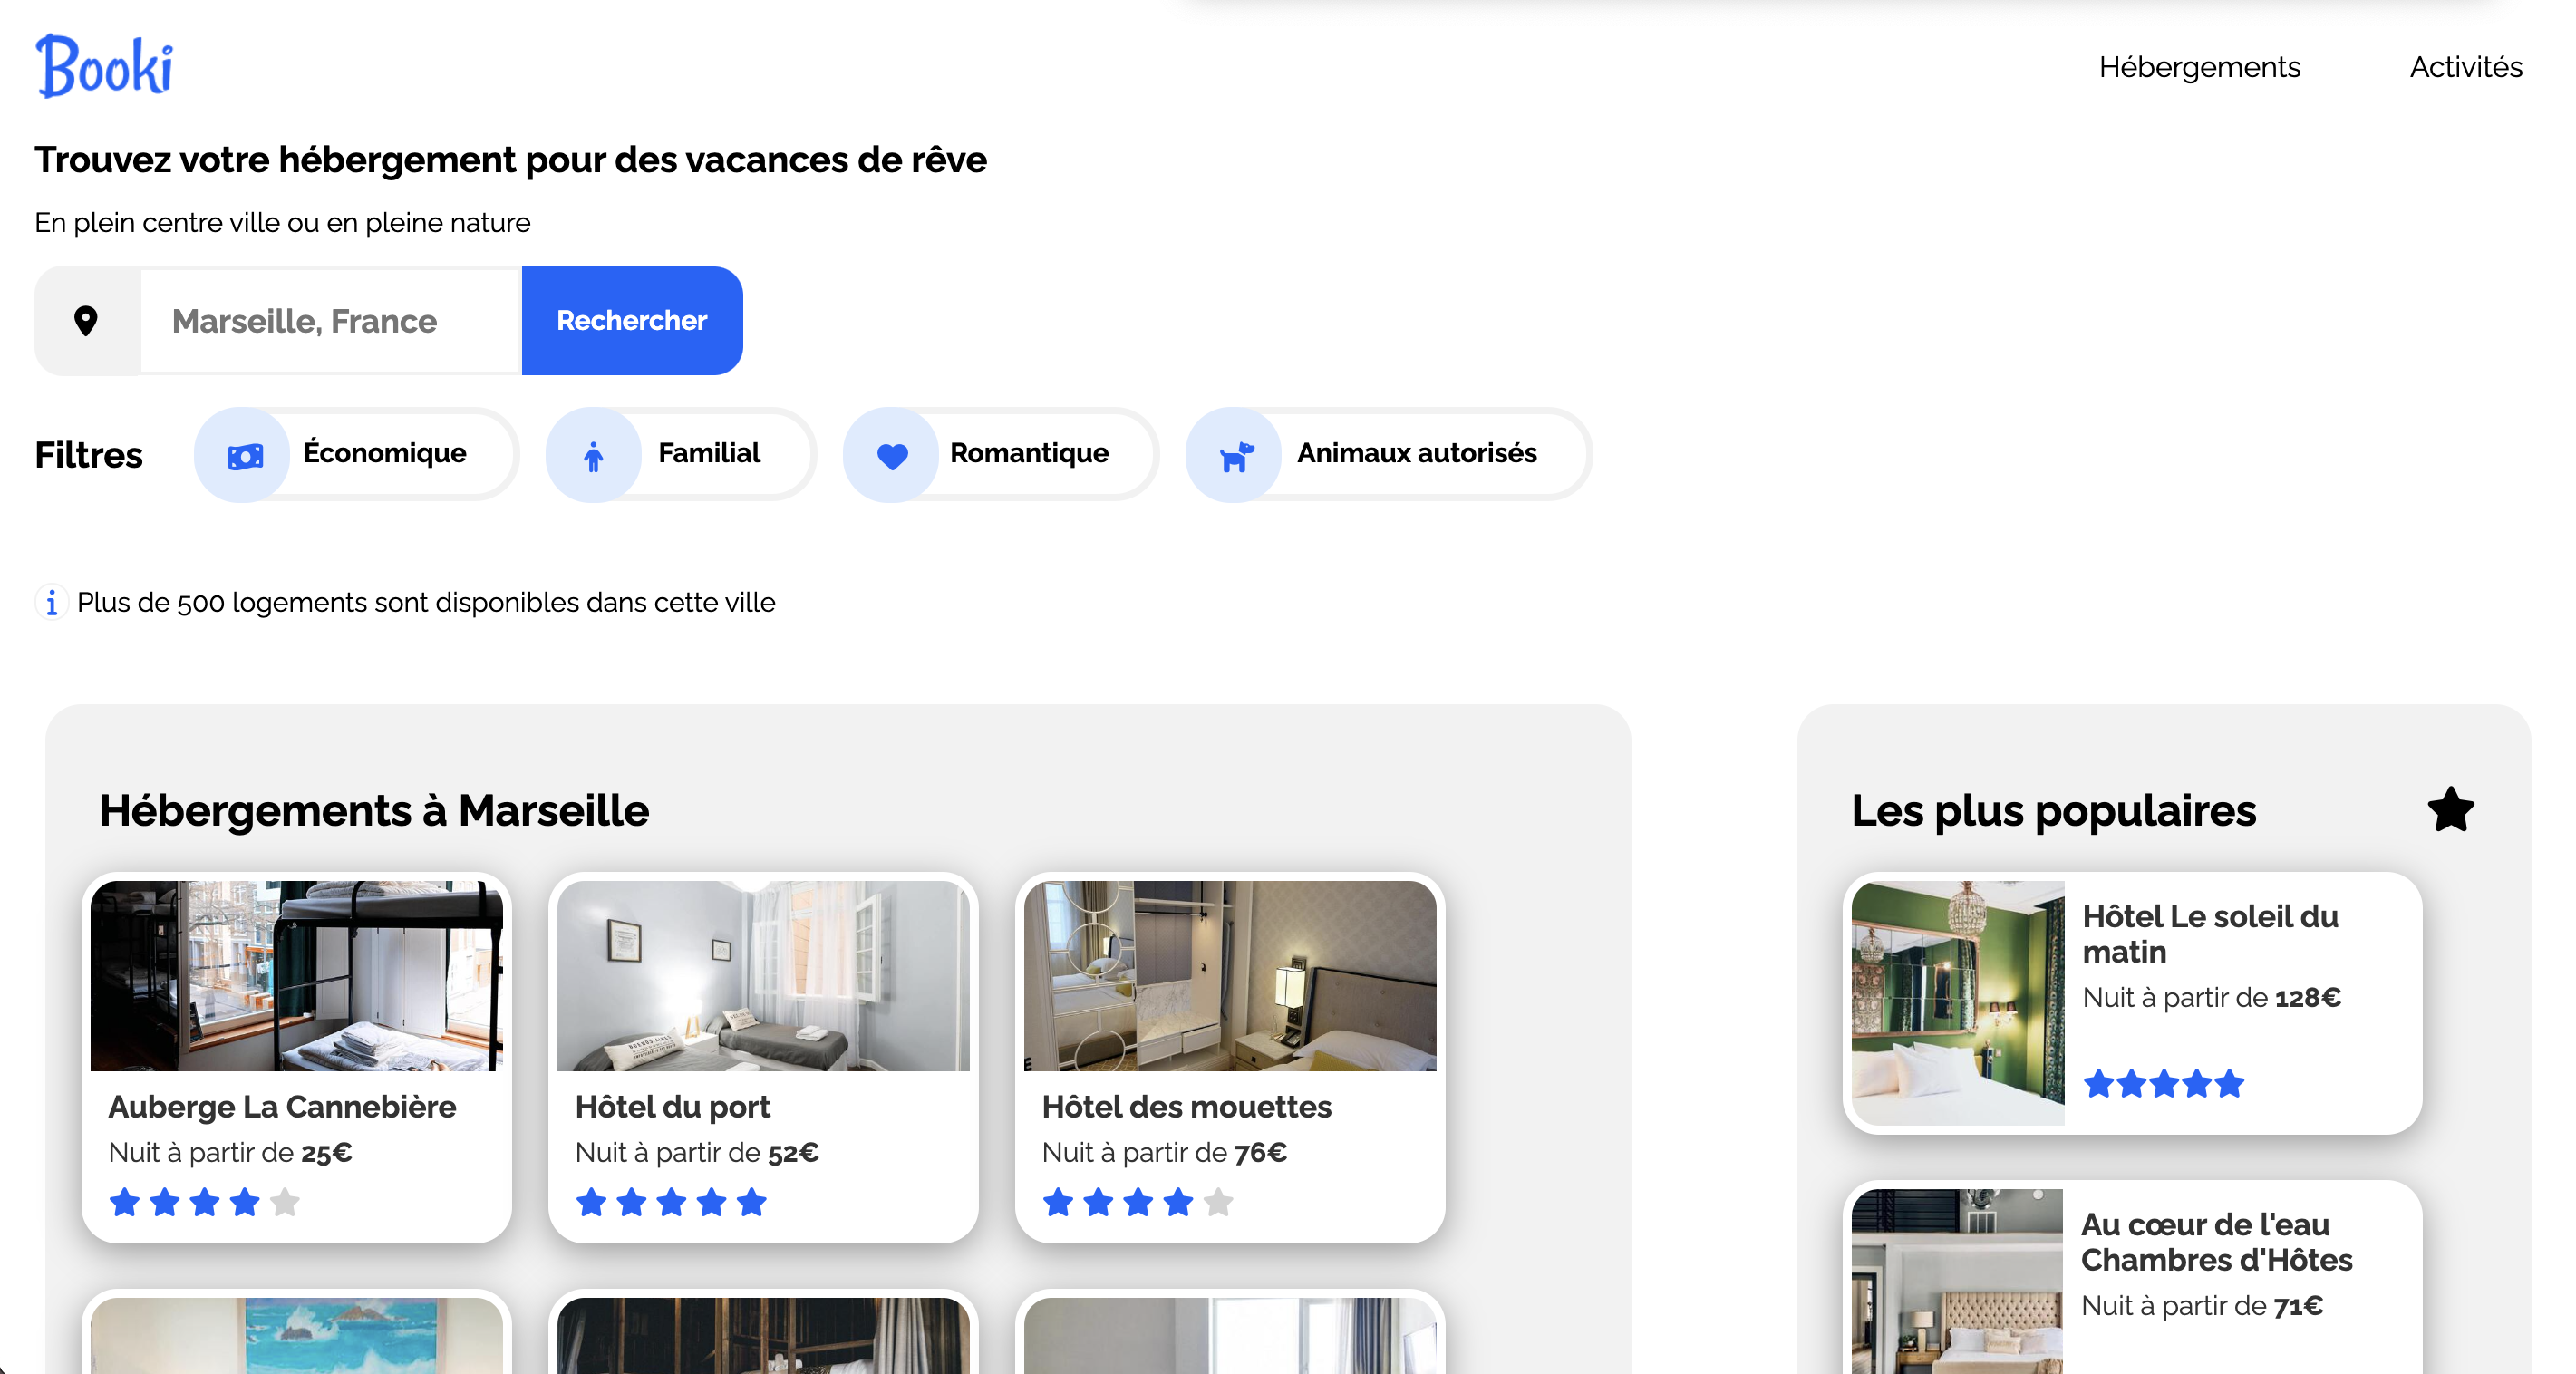 Booki
Hébergements
Activités
Trouvez votre hébergement pour des vacances de rêve
En plein centre ville ou en pleine nature
Marseille, France
Rechercher
Filtres
Économique
Familial
Romantique
Animaux autorisés
i Plus de 500 logements sont disponibles dans cette ville
Hébergements à Marseille
Auberge La Cannebière
Nuit à partir de 25€
Hôtel du port
Nuit à partir de 52€
Hôtel des mouettes
Nuit à partir de 76€
Les plus populaires
Hôtel Le soleil du
matin
Nuit à partir de 128€
Au cœur de l'eau
Chambres d'Hôtes
Nuit à partir de 71€